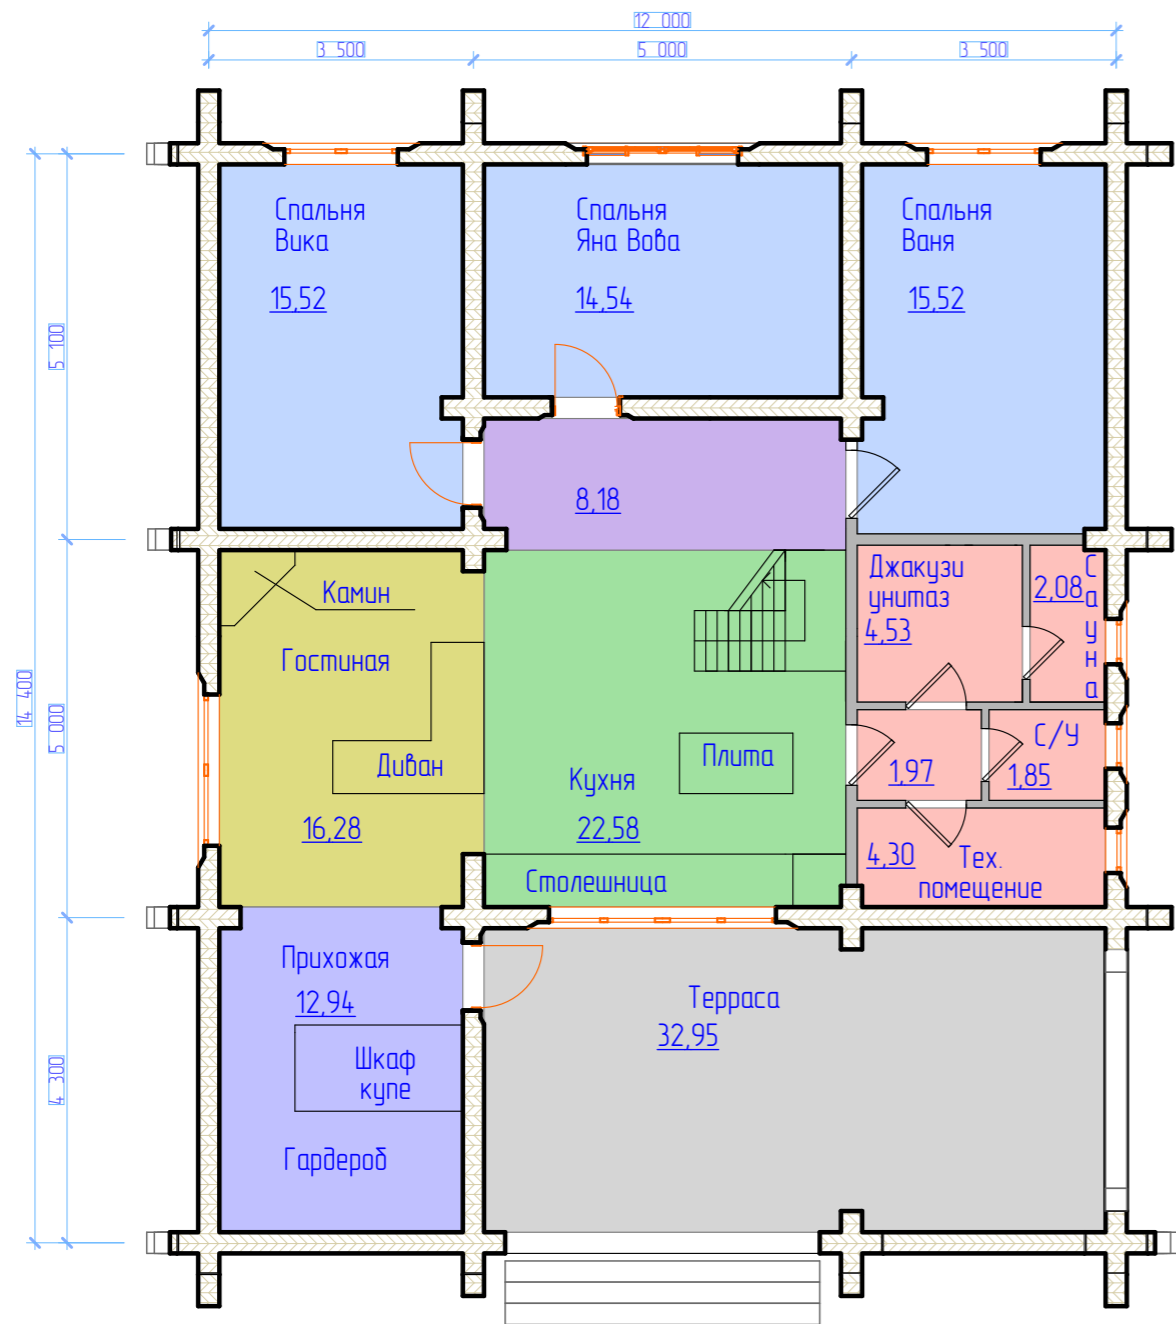 12 000
3 500
5 000
3 500
Спальня
Вика
15,52
Спальня
Яна Вова
14,54
Спальня
Ваня
15,52
5 100
8,18
Камин
Гостиная
Диван
16,28
Кухня
22,58
Плита
Столешница
Джакузи
унитаз
4,53
2,08
Сауна
С/У
1,97
1,85
4,30
Тех.
помещение
14 400
5 000
Прихожая
12,94
Шкаф
купе
Гардероб
Терраса
32,95
4 300